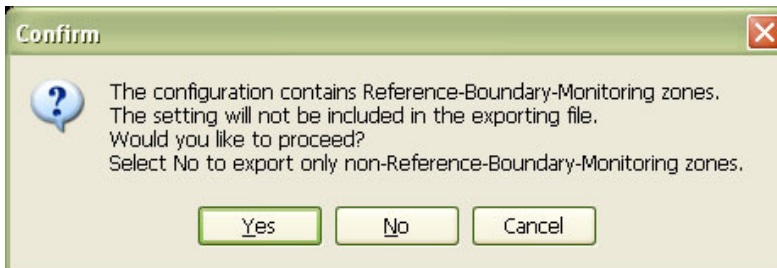 Confirm
The configuration contains Reference-Boundary-Monitoring zones.
The setting will not be included in the exporting file.
Would you like to proceed?
Select No to export only non-Reference-Boundary-Monitoring zones.
Yes No Cancel